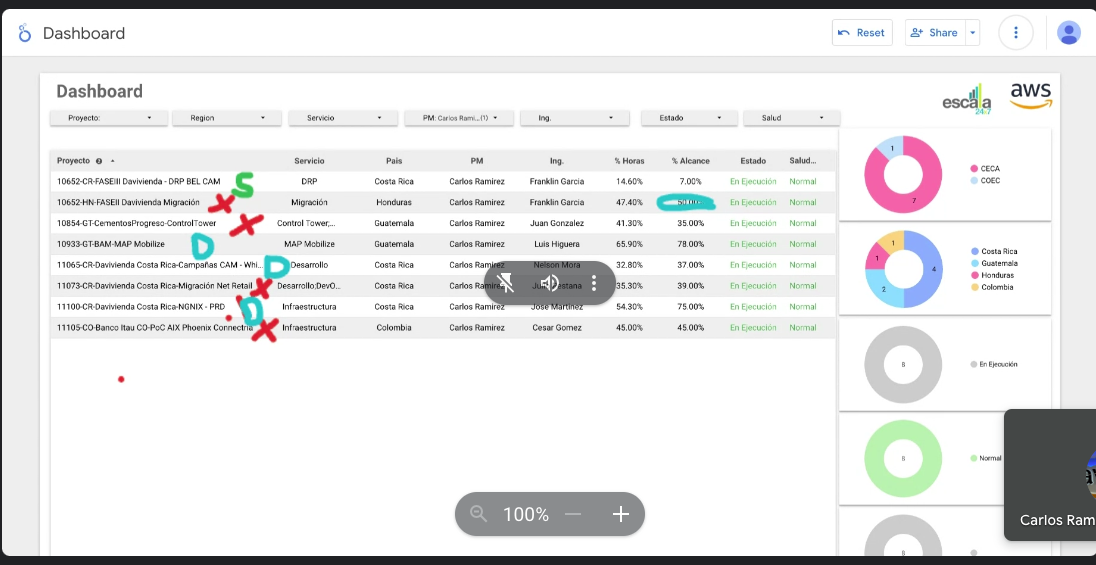 Dashboard
Reset
Share
Dashboard
escala
24x7
aws
Proyecto:
Region
Servicio
PM: Carlos Rami... (1)
Ing.
Estado
Salud
Proyecto Servicio Pais PM Ing. % Horas % Alcance Estado Salud...
10652-CR-FASEIII Davivienda - DRP BEL CAM DRP Costa Rica Carlos Ramirez Franklin Garcia 14.60% 7.00% En Ejecución Normal
S
10652-HN-FASEII Davivienda Migración Migración Honduras Carlos Ramirez Franklin Garcia 47.40% En Ejecución Normal
X
10854-GT-CementosProgreso-ControlTower Control Tower;... Guatemala Carlos Ramirez Juan Gonzalez 41.30% 35.00% En Ejecución Normal
X
10933-GT-BAM-MAP Mobilize MAP Mobilize Guatemala Carlos Ramirez Luis Higuera 65.90% 78.00% En Ejecución Normal
D
11065-CR-Davivienda Costa Rica-Campañas CAM - Whi... Desarrollo Costa Rica Carlos Ramirez Nelson Mora 32.80% 37.00% En Ejecución Normal
D
11073-CR-Davivienda Costa Rica-Migración Net Retail Desarrollo;DevO... Costa Rica Carlos 35.30% 39.00% En Ejecución Normal
X
11100-CR-Davivienda Costa Rica-NGNIX - PRD Infraestructura Costa Rica Carlos Ramirez Jose Martinez 54.30% 75.00% En Ejecución Normal
D
11105-CO-Banco Itau CO-PoC AIX Phoenix Infraestructura Colombia Carlos Ramirez Cesar Gomez 45.00% 45.00% En Ejecución Normal
X
1
7
CECA
COEC
1
1
4
2
Costa Rica
Guatemala
Honduras
Colombia
8
En Ejecución
8
Normal
8
100%
Carlos Ram